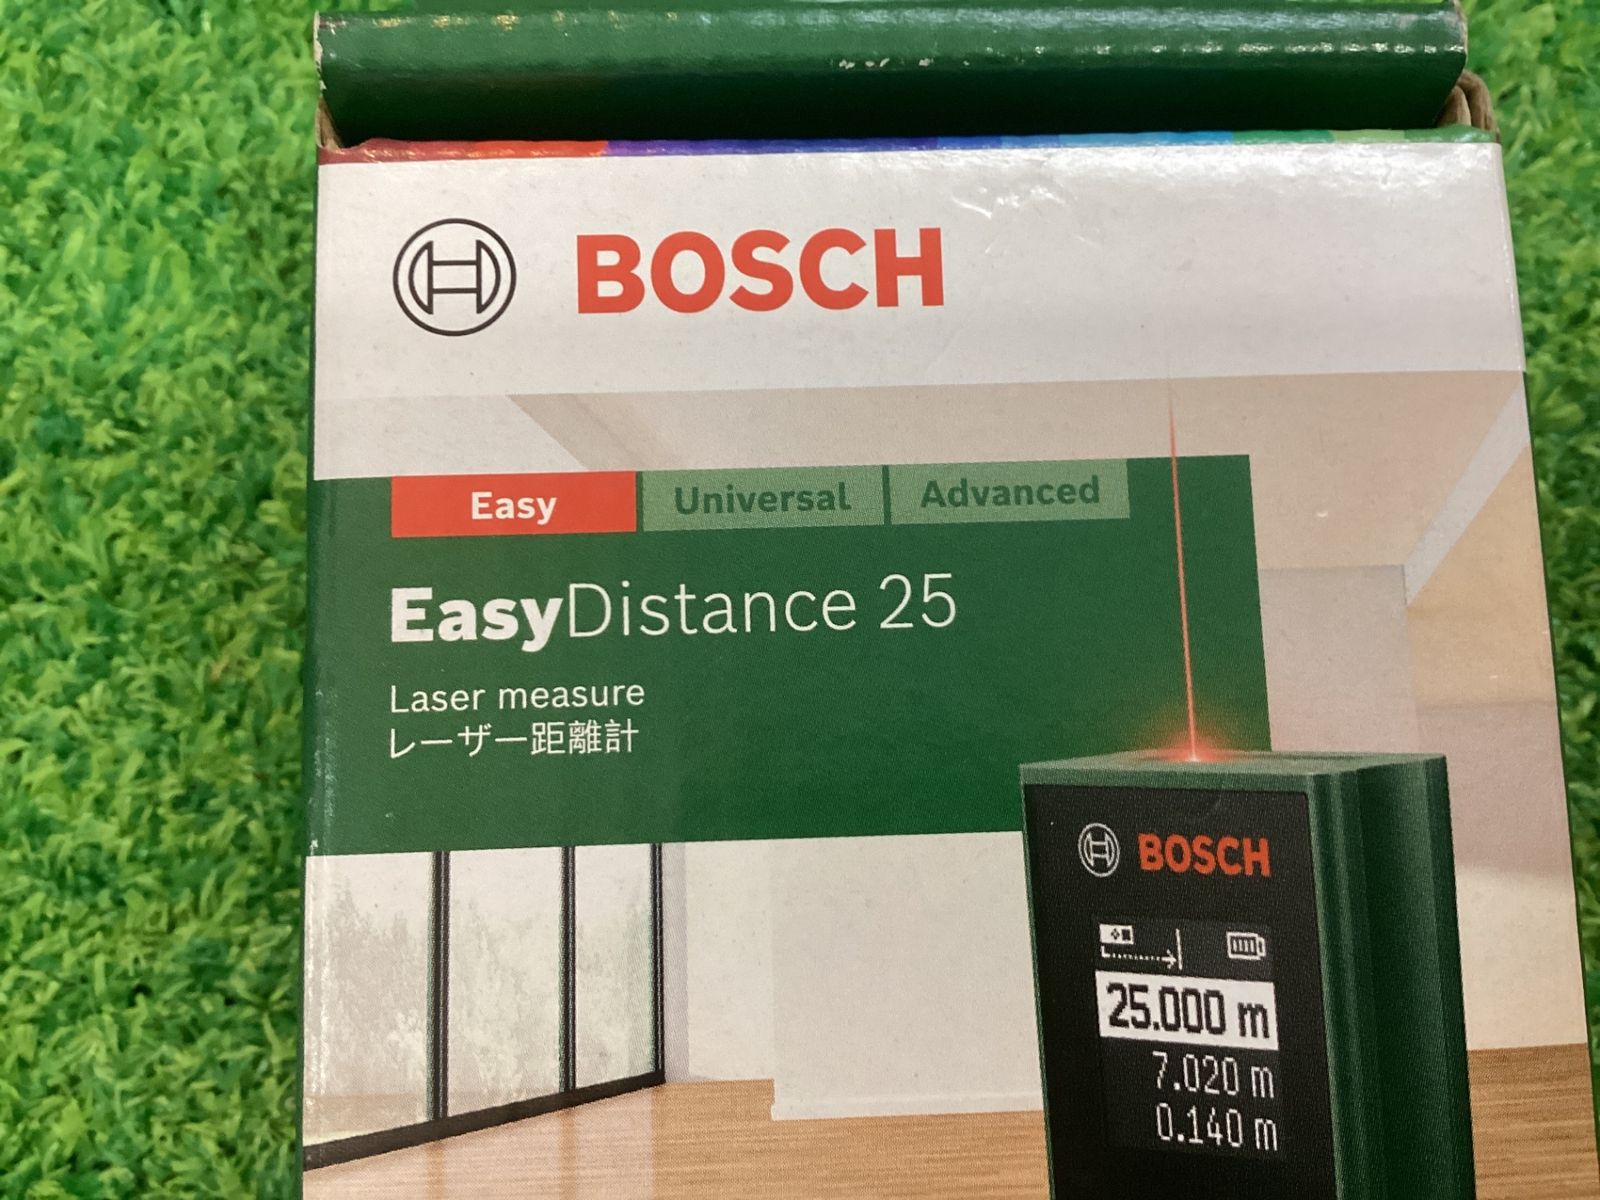 BOSCH
Easy Universal Advanced
EasyDistance 25
Laser measure
レーザー距離計
BOSCH
25.000 m
7.020 m
0.140 m